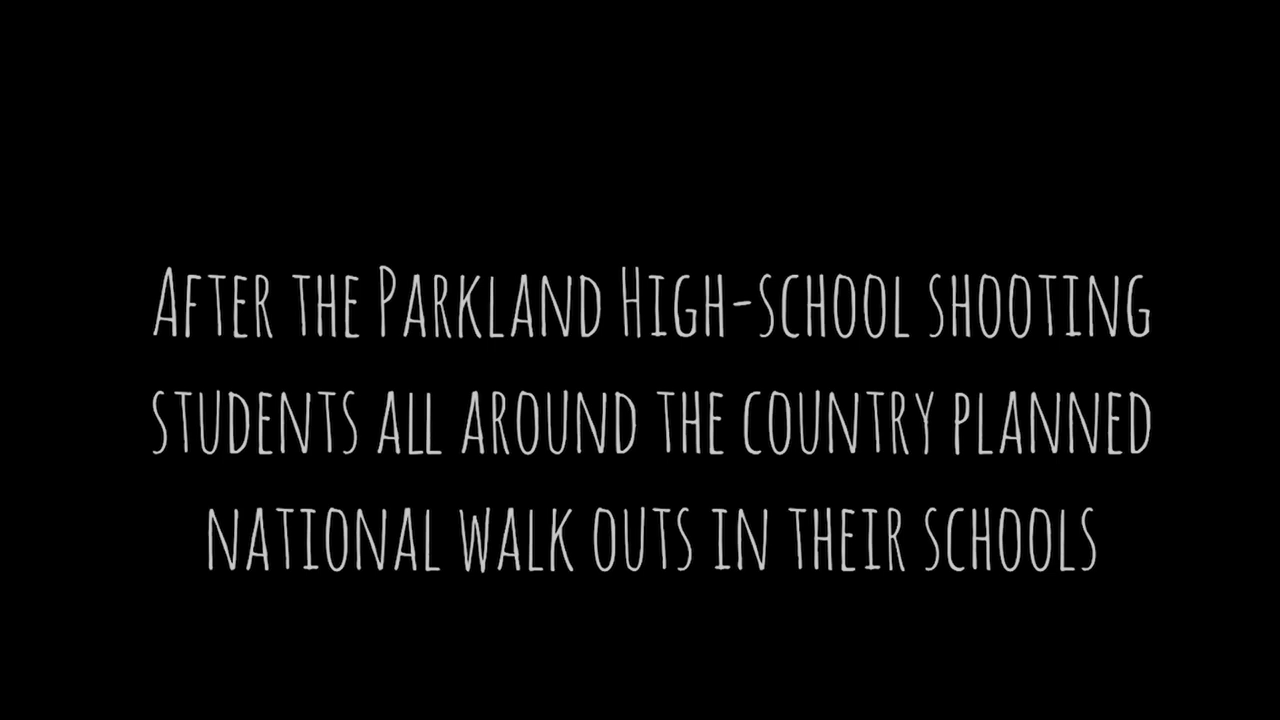 After the Parkland High-school shooting
students all around the country planned
national walk outs in their schools